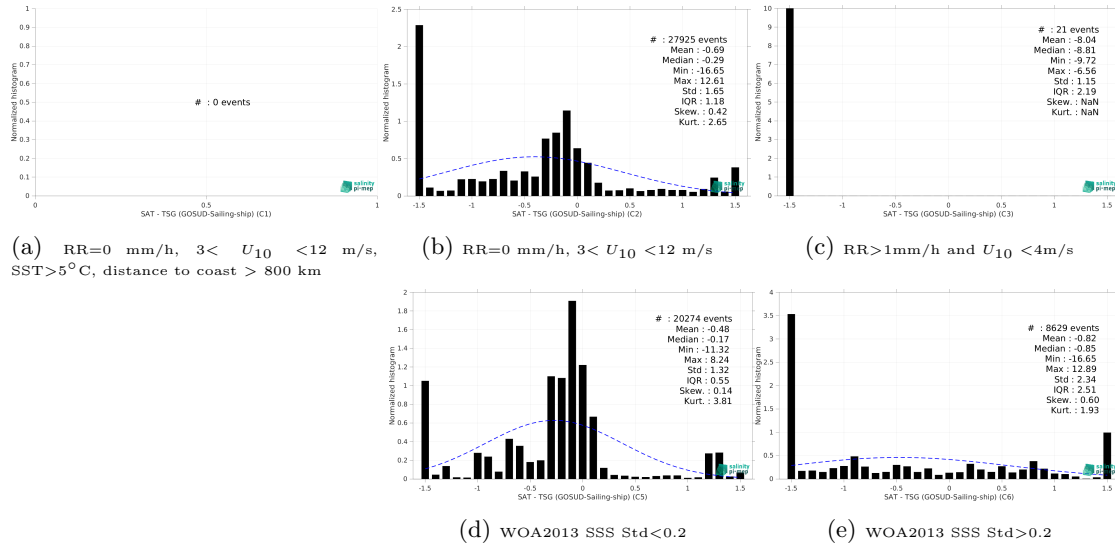 1
0.9
0.8
0.7
0.6
0.5
0.4
0.3
0.2
0.1
0
Normalized histogram
# : 0 events
salinity
pi-mep
0 0.5 1
SAT - TSG (GOSUD-Sailing-ship) (C1)
(a) RR=0 mm/h, 3< U10 <12 m/s,
SST>5°C, distance to coast > 800 km
2.5
2
1.5
1
0.5
0
Normalized histogram
# : 27925 events
Mean : -0.69
Median : -0.29
Min : -16.65
Max : 12.61
Std : 1.65
IQR : 1.18
Skew. : 0.42
Kurt. : 2.65
salinity
pi-mep
-1.5 -1 -0.5 0 0.5 1 1.5
SAT - TSG (GOSUD-Sailing-ship) (C2)
(b) RR=0 mm/h, 3< U10 <12 m/s
10
9
8
7
6
5
4
3
2
1
0
Normalized histogram
# : 21 events
Mean : -8.04
Median : -8.81
Min : -9.72
Max : -6.56
Std : 1.15
IQR : 2.19
Skew. : NaN
Kurt. : NaN
salinity
pi-mep
-1.5 -1 -0.5 0 0.5 1 1.5
SAT - TSG (GOSUD-Sailing-ship) (C3)
(c) RR>1mm/h and U10 <4m/s
2
1.8
1.6
1.4
1.2
1
0.8
0.6
0.4
0.2
0
Normalized histogram
# : 20274 events
Mean : -0.48
Median : -0.17
Min : -11.32
Max : 8.24
Std : 1.32
IQR : 0.55
Skew. : 0.14
Kurt. : 3.81
salinity
pi-mep
-1.5 -1 -0.5 0 0.5 1 1.5
SAT - TSG (GOSUD-Sailing-ship) (C5)
(d) WOA2013 SSS Std<0.2
4
3.5
3
2.5
2
1.5
1
0.5
0
Normalized histogram
# : 8629 events
Mean : -0.82
Median : -0.85
Min : -16.65
Max : 12.89
Std : 2.34
IQR : 2.51
Skew. : 0.60
Kurt. : 1.93
salinity
pi-mep
-1.5 -1 -0.5 0 0.5 1 1.5
SAT - TSG (GOSUD-Sailing-ship) (C6)
(e) WOA2013 SSS Std>0.2